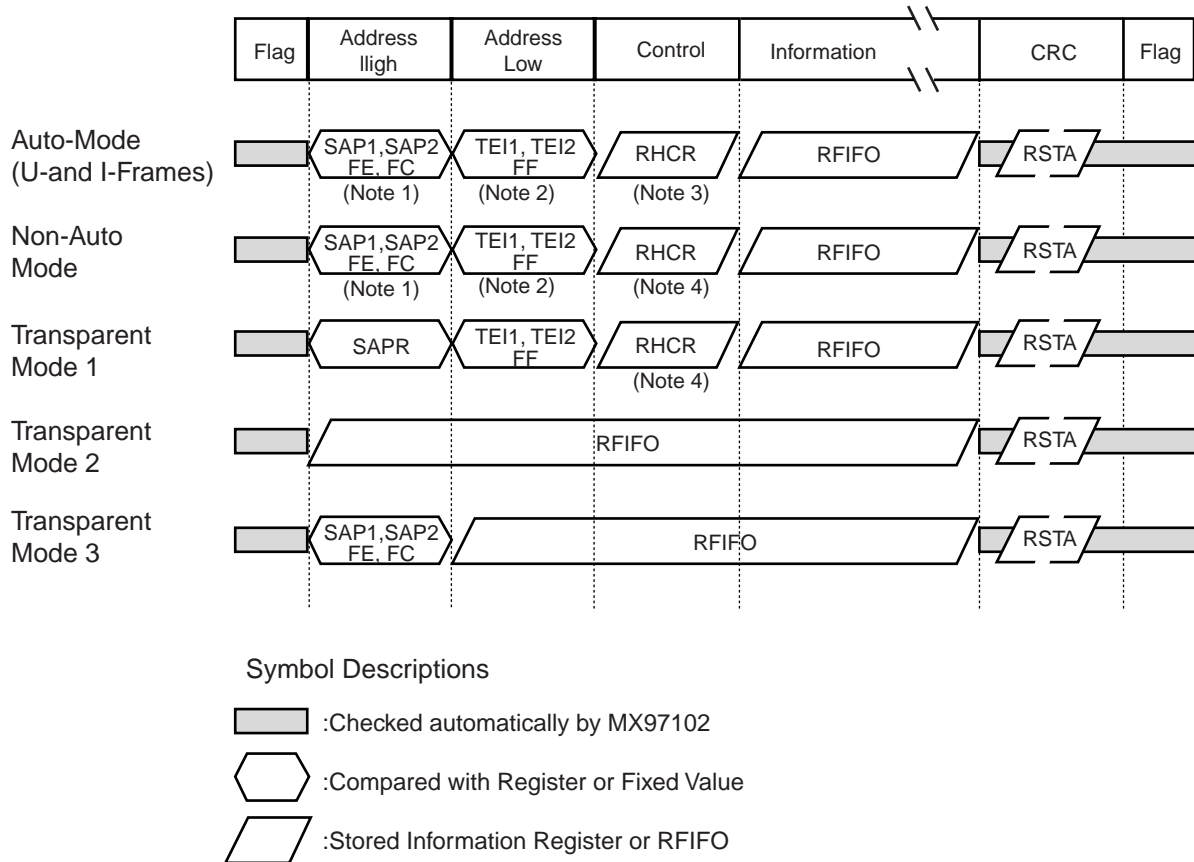 Flag
Address
lligh
Address
Low
Control
Information
CRC
Flag
Auto-Mode
(U-and I-Frames)
SAP1,SAP2
FE, FC
(Note 1)
TEI1, TEI2
FF
(Note 2)
RHCR
(Note 3)
RFIFO
RSTA
Non-Auto
Mode
SAP1,SAP2
FE, FC
(Note 1)
TEI1, TEI2
FF
(Note 2)
RHCR
(Note 4)
RFIFO
RSTA
Transparent
Mode 1
SAPR
TEI1, TEI2
FF
RHCR
(Note 4)
RFIFO
RSTA
Transparent
Mode 2
RFIFO
RSTA
Transparent
Mode 3
SAP1,SAP2
FE, FC
RFIFO
RSTA
Symbol Descriptions
:Checked automatically by MX97102
:Compared with Register or Fixed Value
:Stored Information Register or RFIFO